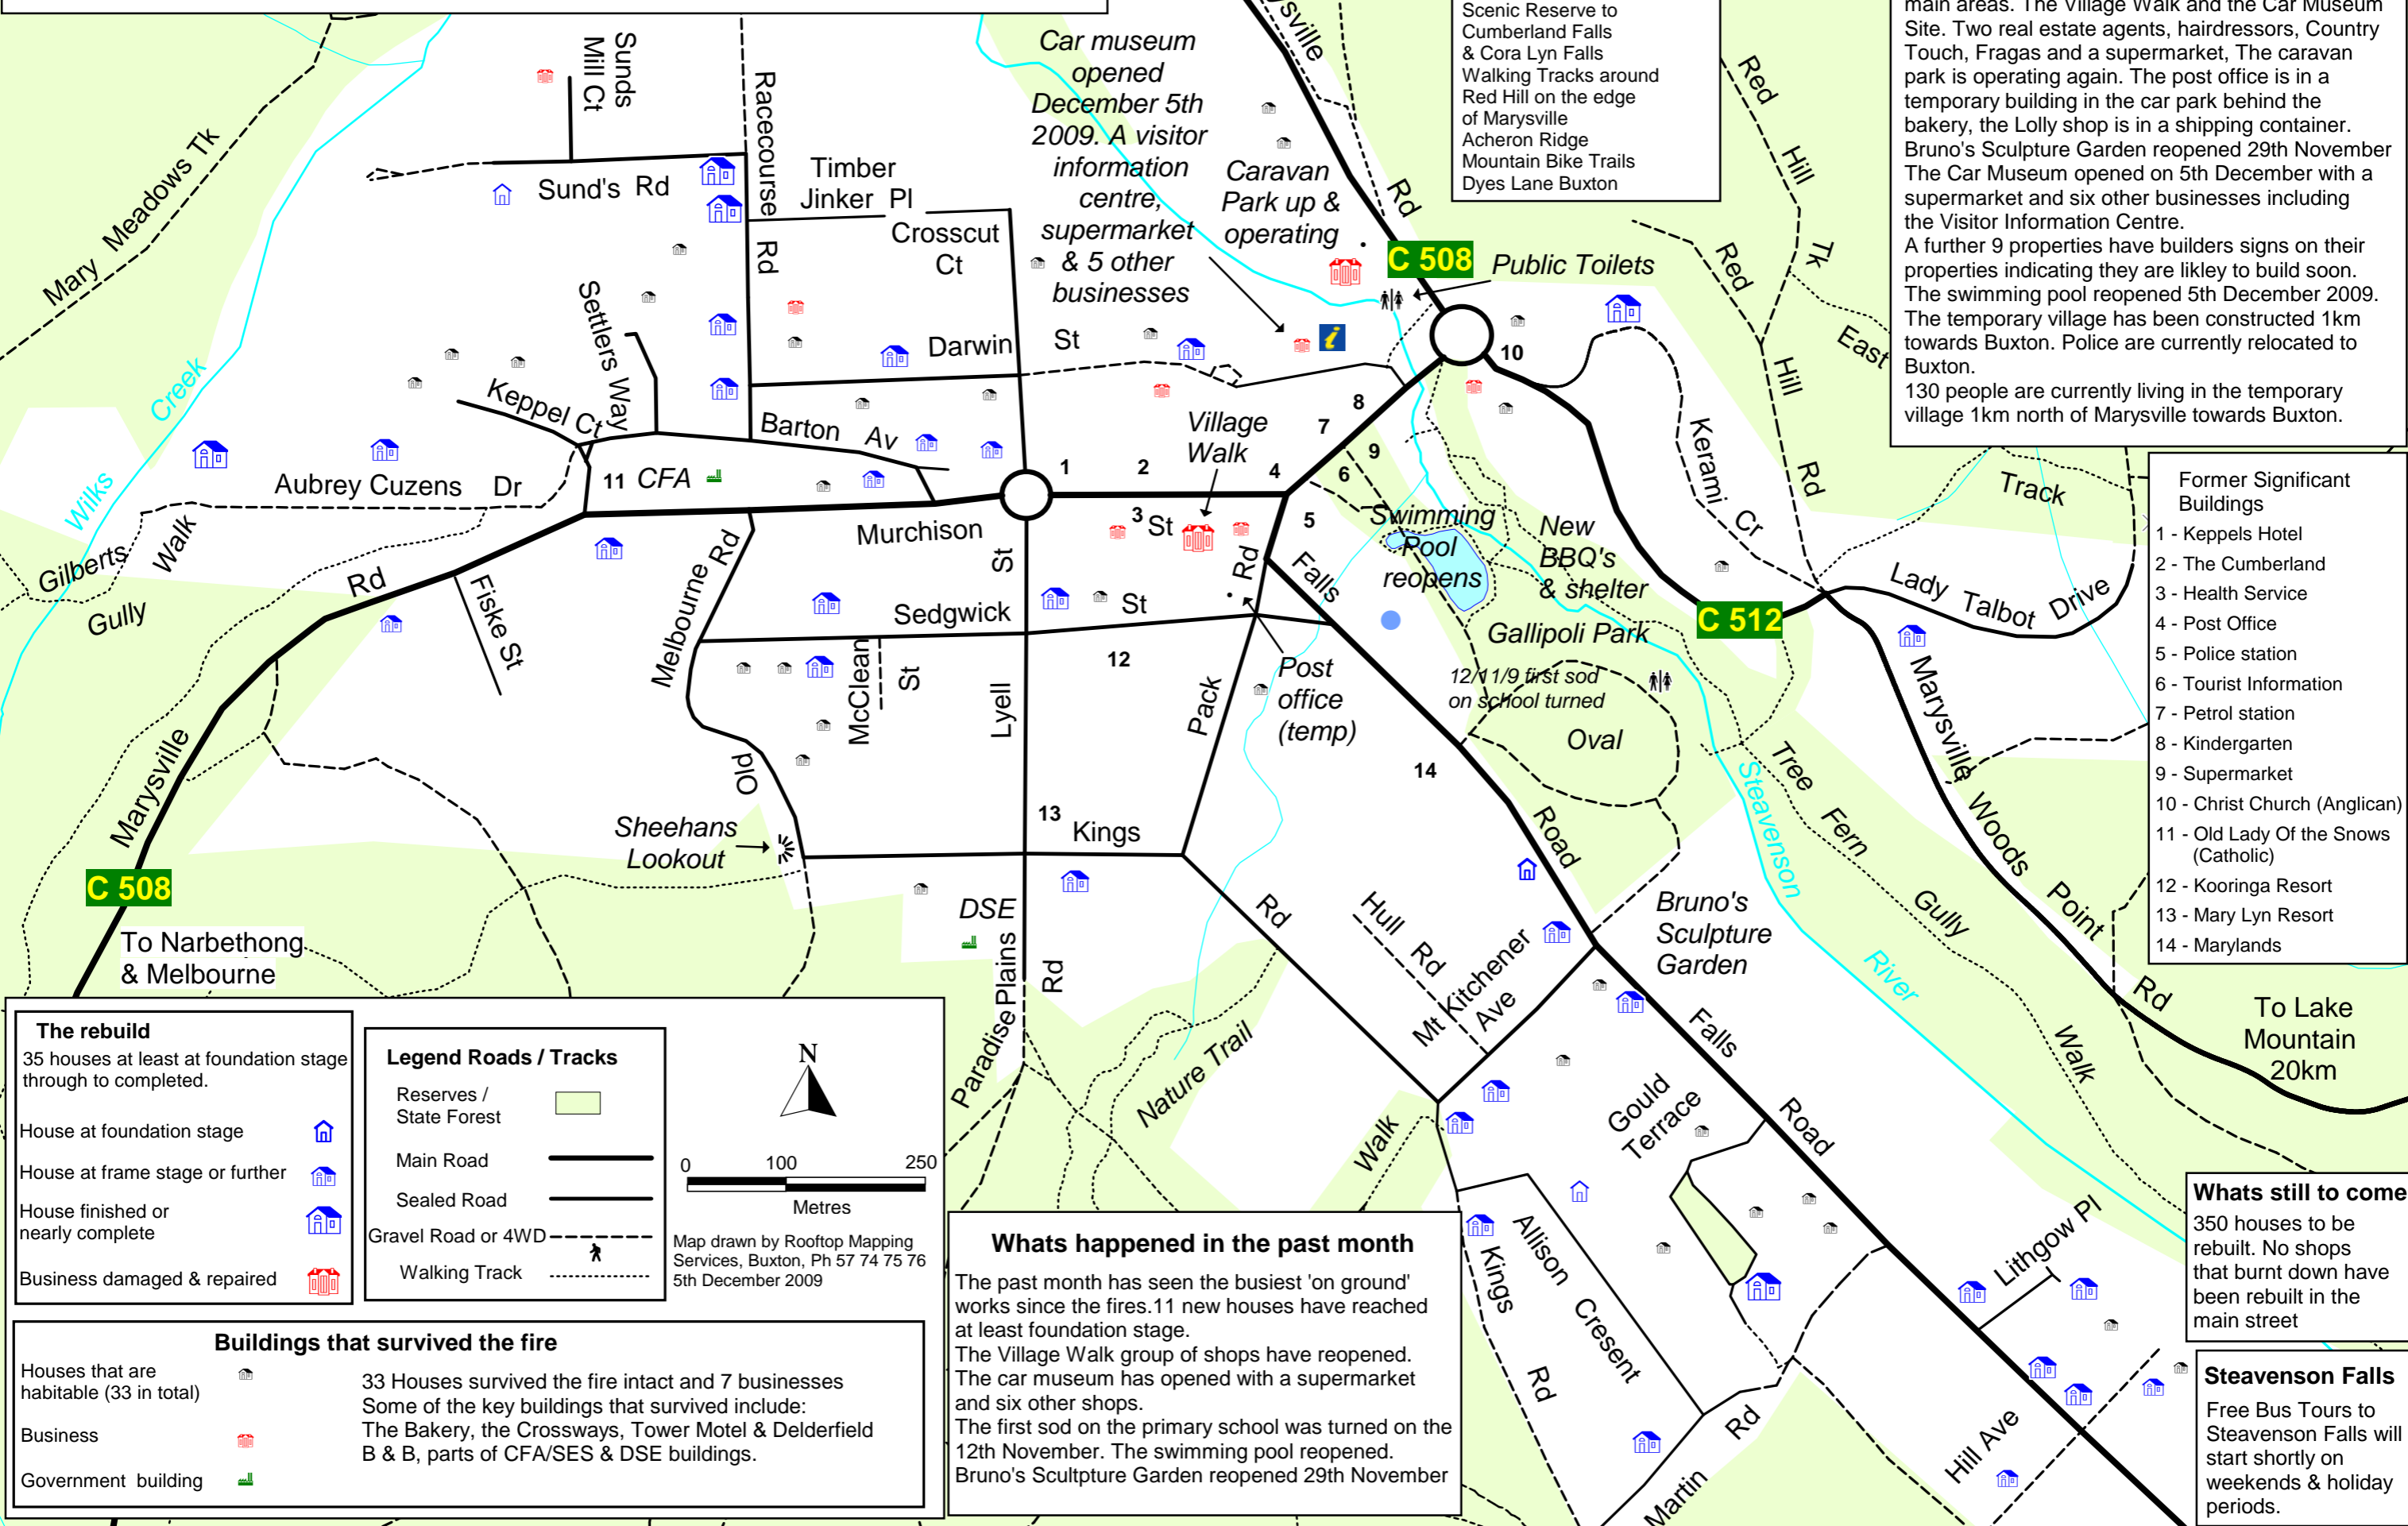 Scenic Reserve to
Cumberland Falls
& Cora Lyn Falls
Walking Tracks around
Red Hill on the edge
of Marysville
Acheron Ridge
Mountain Bike Trails
Dyes Lane Buxton
main areas. The Village Walk and the Car Museum
Site. Two real estate agents, hairdressors, Country
Touch, Fragas and a supermarket, The caravan
park is operating again. The post office is in a
temporary building in the car park behind the
bakery, the Lolly shop is in a shipping container.
Bruno's Sculpture Garden reopened 29th November
The Car Museum opened on 5th December with a
supermarket and six other businesses including
the Visitor Information Centre.
A further 9 properties have builders signs on their
properties indicating they are likley to build soon.
The swimming pool reopened 5th December 2009.
The temporary village has been constructed 1km
towards Buxton. Police are currently relocated to
Buxton.
130 people are currently living in the temporary
village 1km north of Marysville towards Buxton.
Mary Meadows Tk
Wilks
Creek
Sunds
Mill Ct
Sund's Rd
Racecourse
Rd
Timber
Jinker Pl
Crosscut
Ct
Car museum
opened
December 5th
2009. A visitor
information
centre,
supermarket
& 5 other
businesses
Caravan
Park up &
operating
ysville
Rd
C 508
Public Toilets
Red
Hill
Tk
Red
Hill
Rd
East
Track
Settlers Way
Keppel Ct
Darwin St
Barton Av
Aubrey Cuzens Dr
11 CFA
Village
Walk
1
2
3
4
5
6
7
8
9
10
Murchison St
Gilberts
Gully
Walk
Marysville
Rd
Fiske St
Old
Melbourne Rd
Sedgwick St
McClean
St
Lyell
St
12
Pack
Rd
Falls
Road
Post
office
(temp)
Swimming
Pool
reopens
New
BBQ's
& shelter
Gallipoli Park
12/11/9 first sod
on school turned
Oval
C 512
Kerami Cr
Lady Talbot Drive
Marysville
Woods
Point
Rd
Former Significant
Buildings
1 - Keppels Hotel
2 - The Cumberland
3 - Health Service
4 - Post Office
5 - Police station
6 - Tourist Information
7 - Petrol station
8 - Kindergarten
9 - Supermarket
10 - Christ Church (Anglican)
11 - Old Lady Of the Snows
(Catholic)
12 - Kooringa Resort
13 - Mary Lyn Resort
14 - Marylands
13
14
Kings
Rd
Sheehans
Lookout
DSE
C 508
To Narbethong
& Melbourne
Paradise Plains
Rd
Nature Trail
Walk
Hull Rd
Mt Kitchener
Ave
Bruno's
Sculpture
Garden
Steavenson
River
Tree
Fern
Gully
Walk
To Lake
Mountain
20km
Falls
Road
Gould
Terrace
Allison
Cresent
Kings
Rd
Martin
Rd
Hill Ave
Lithgow Pl
The rebuild
35 houses at least at foundation stage
through to completed.
House at foundation stage
House at frame stage or further
House finished or
nearly complete
Business damaged & repaired
Legend Roads / Tracks
Reserves /
State Forest
Main Road
Sealed Road
Gravel Road or 4WD
Walking Track
N
0 100 250
Metres
Map drawn by Rooftop Mapping
Services, Buxton, Ph 57 74 75 76
5th December 2009
Buildings that survived the fire
Houses that are
habitable (33 in total)
Business
Government building
33 Houses survived the fire intact and 7 businesses
Some of the key buildings that survived include:
The Bakery, the Crossways, Tower Motel & Delderfield
B & B, parts of CFA/SES & DSE buildings.
Whats happened in the past month
The past month has seen the busiest 'on ground'
works since the fires.11 new houses have reached
at least foundation stage.
The Village Walk group of shops have reopened.
The car museum has opened with a supermarket
and six other shops.
The first sod on the primary school was turned on the
12th November. The swimming pool reopened.
Bruno's Scultpture Garden reopened 29th November
Whats still to come
350 houses to be
rebuilt. No shops
that burnt down have
been rebuilt in the
main street
Steavenson Falls
Free Bus Tours to
Steavenson Falls will
start shortly on
weekends & holiday
periods.